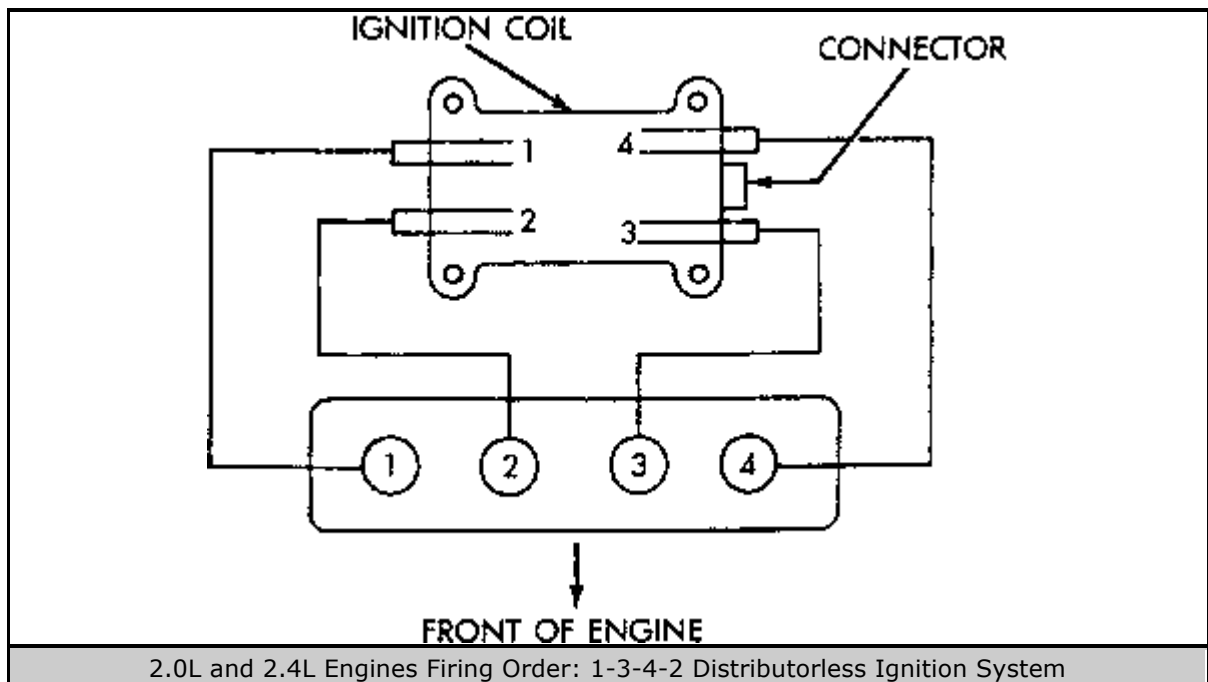 IGNITION COIL
CONNECTOR
1
4
2
3
1
2
3
4
FRONT OF ENGINE
2.0L and 2.4L Engines Firing Order: 1-3-4-2 Distributorless Ignition System